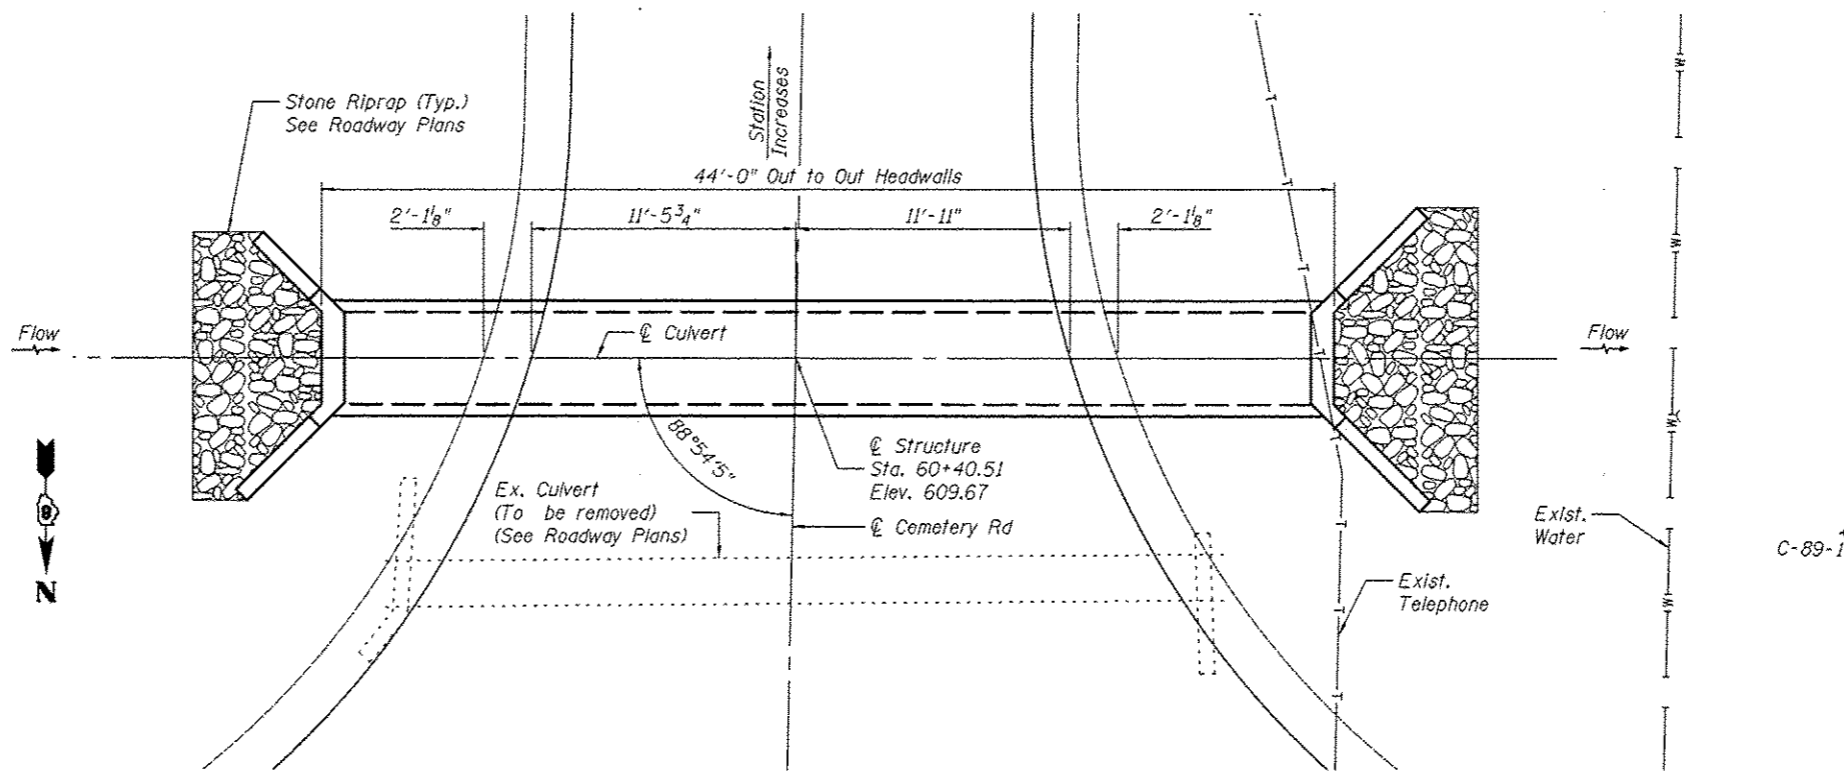 Stone Riprap (Typ.)
See Roadway Plans
Station
Increases
44'-0" Out to Out Headwalls
2'-1⅛"
11'-5¾"
11'-11"
2'-1⅛"
Flow
℄ Culvert
Flow
88°54'5"
℄ Structure
Sta. 60+40.51
Elev. 609.67
Ex. Culvert
(To be removed)
(See Roadway Plans)
℄ Cemetery Rd
Exist.
Water
C-89-1
Exist.
Telephone
N
T
T
T
T
T
T
T
T
W
W
W
W
W
W